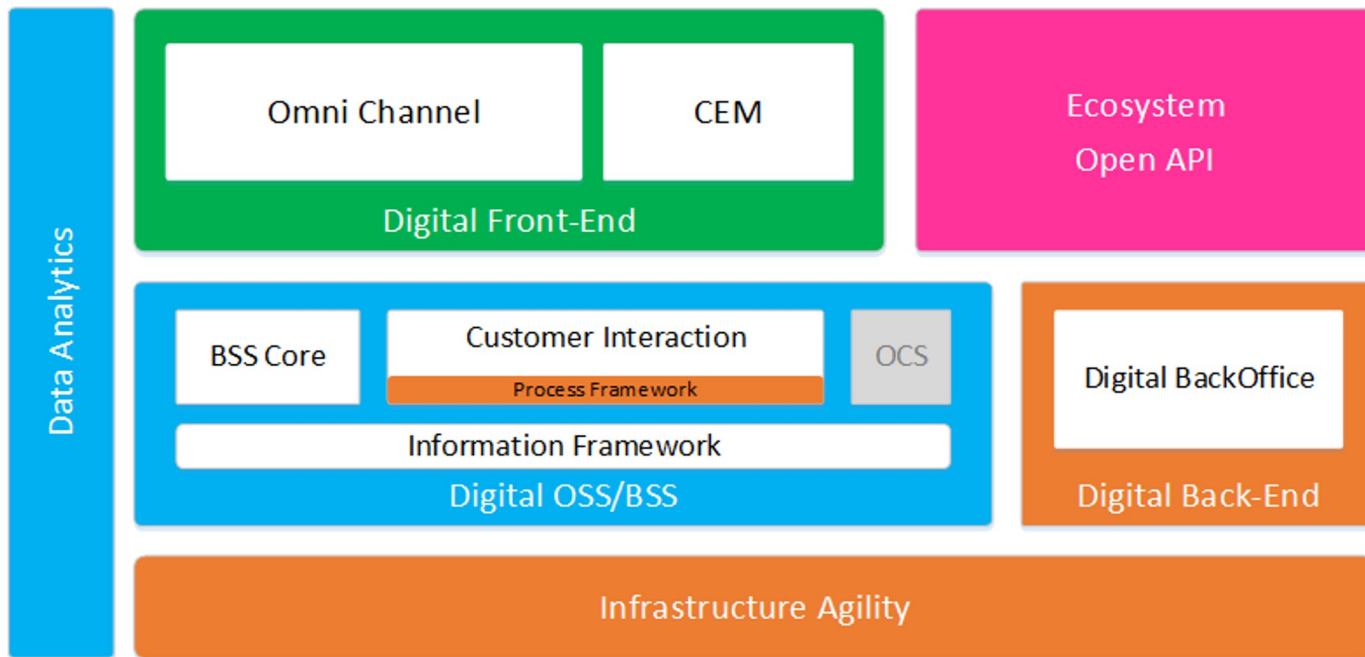 Data Analytics
Omni Channel
CEM
Digital Front-End
Ecosystem
Open API
BSS Core
Customer Interaction
Process Framework
OCS
Information Framework
Digital OSS/BSS
Digital BackOffice
Digital Back-End
Infrastructure Agility